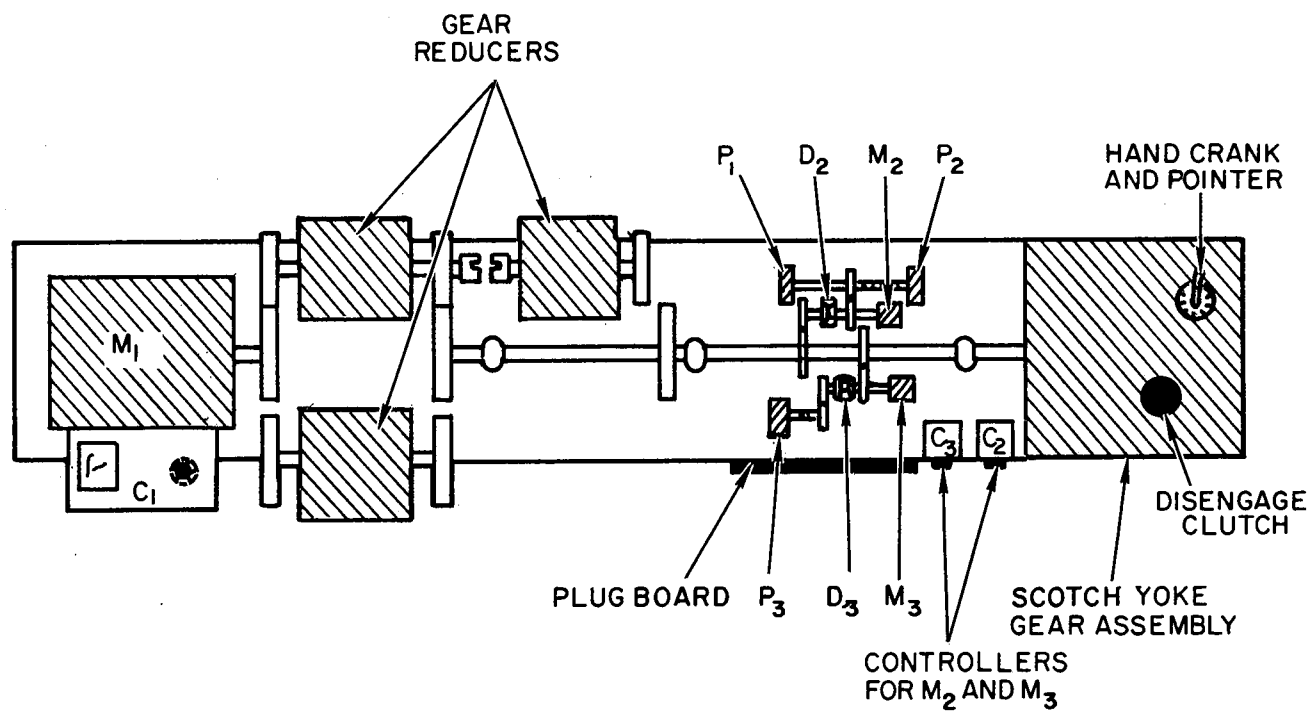 GEAR
REDUCERS
P₁ D₂ M₂ P₂
HAND CRANK
AND POINTER
M₁
C₁
C₃ C₂
DISENGAGE
CLUTCH
PLUG BOARD P₃ D₃ M₃
SCOTCH YOKE
GEAR ASSEMBLY
CONTROLLERS
FOR M₂ AND M₃